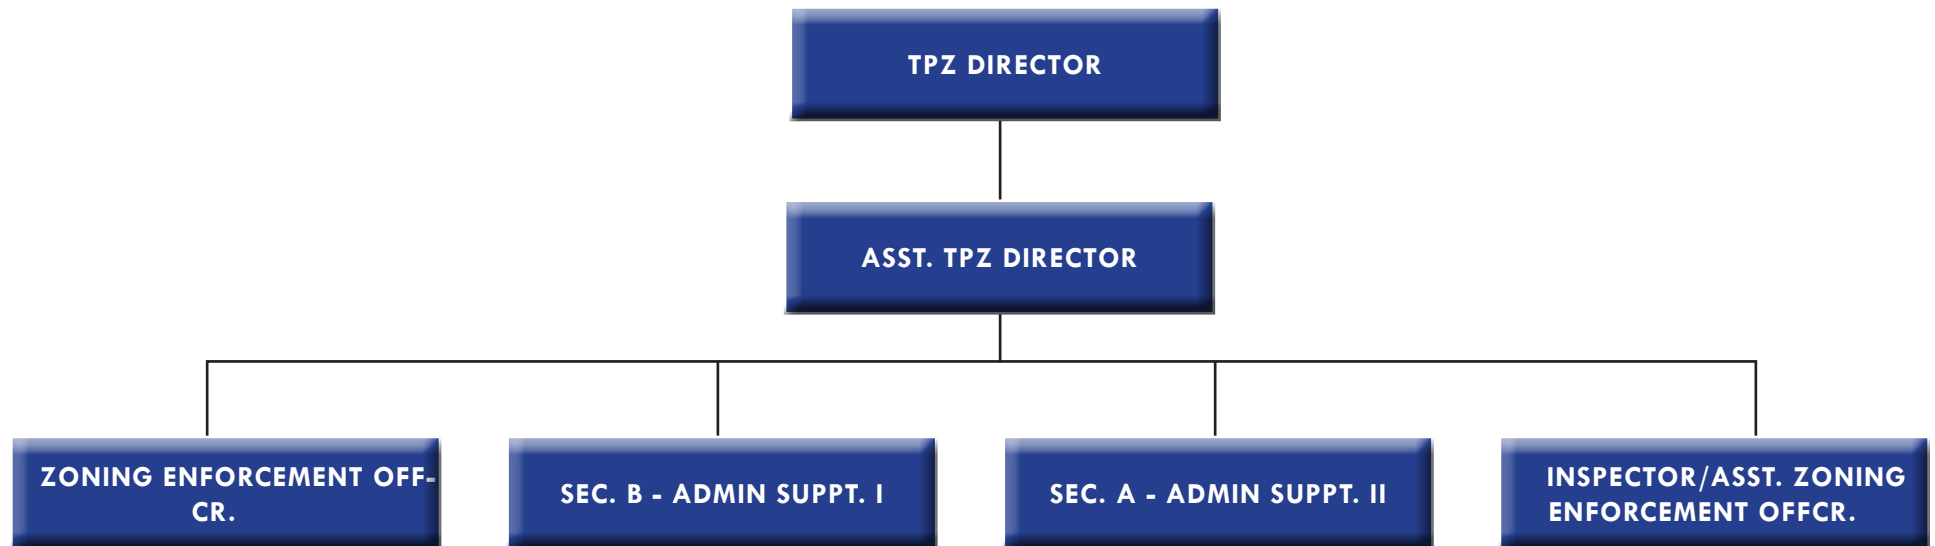 TPZ DIRECTOR
ASST. TPZ DIRECTOR
ZONING ENFORCEMENT OFF-
CR.
SEC. B - ADMIN SUPPT. I
SEC. A - ADMIN SUPPT. II
INSPECTOR/ASST. ZONING
ENFORCEMENT OFFCR.